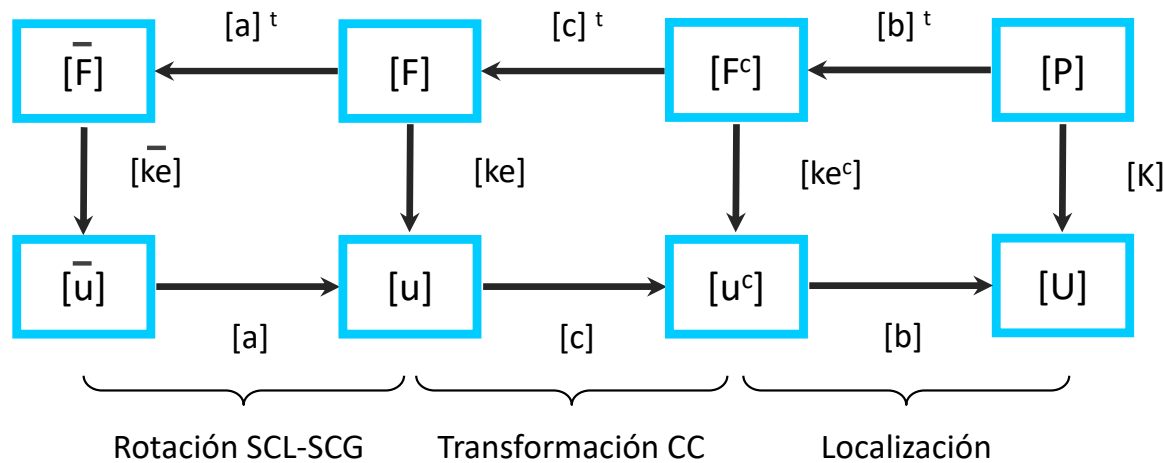 [a] ᵗ [c] ᵗ [b] ᵗ
[F̅] [F] [Fᶜ] [P]
[k̅e] [ke] [keᶜ] [K]
[u̅] [u] [uᶜ] [U]
[a] [c] [b]
Rotación SCL-SCG Transformación CC Localización